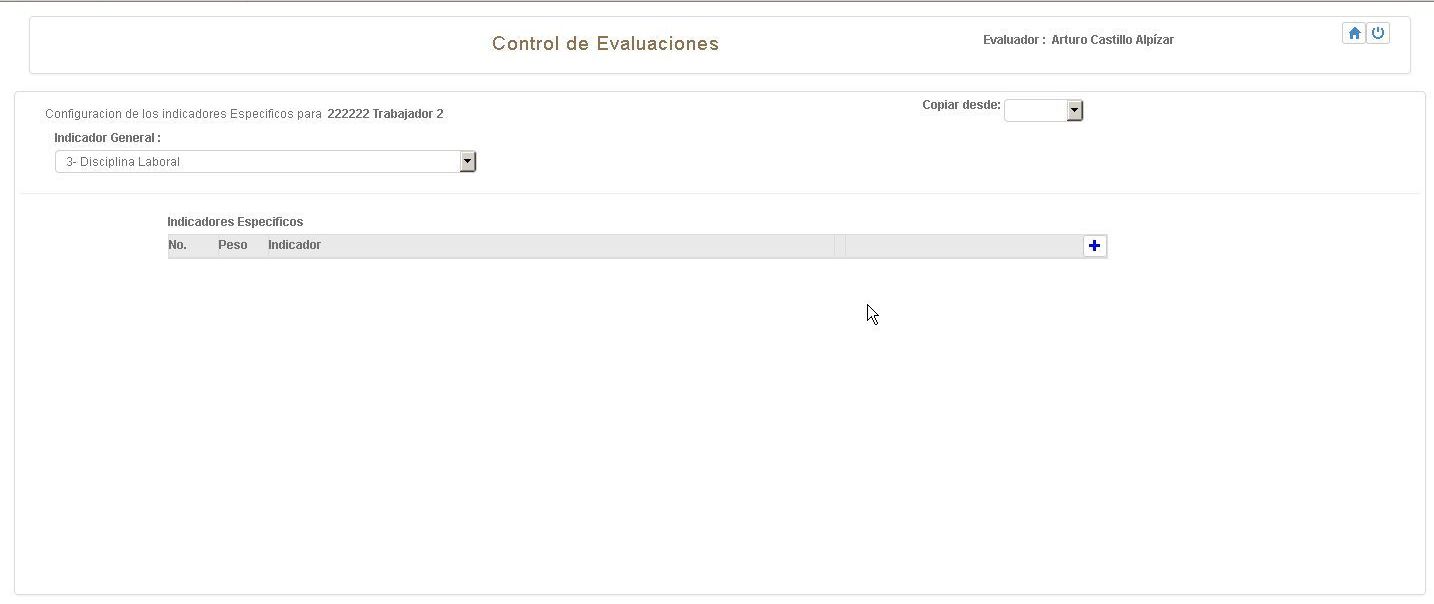 Control de Evaluaciones
Evaluador : Arturo Castillo Alpízar
Configuracion de los indicadores Especificos para 222222 Trabajador 2
Copiar desde:
Indicador General :
3- Disciplina Laboral
Indicadores Específicos
No. Peso Indicador